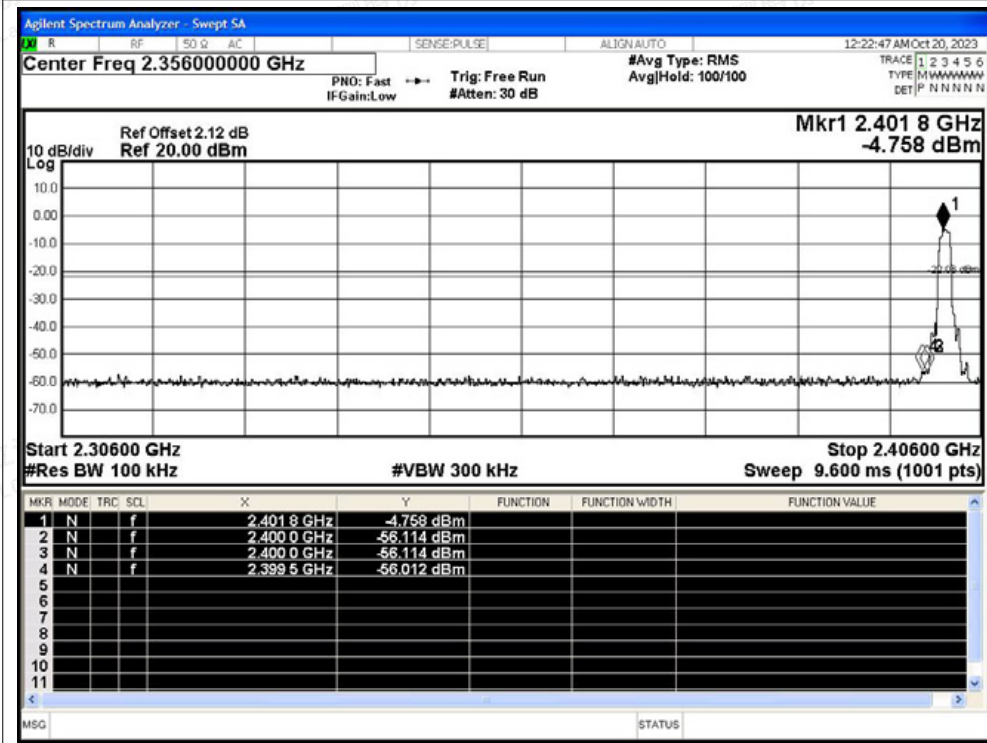 Agilent Spectrum Analyzer - Swept SA
LXI R RF 50 Ω AC SENSE:PULSE ALIGNAUTO 12:22:47 AM Oct 20, 2023
Center Freq 2.356000000 GHz #Avg Type: RMS TRACE 1 2 3 4 5 6
PNO: Fast Trig: Free Run Avg|Hold: 100/100 TYPE M WWWWW
IFGain:Low #Atten: 30 dB DET P N N N N N
Mkr1 2.401 8 GHz
-4.758 dBm
Ref Offset 2.12 dB
10 dB/div Ref 20.00 dBm
Log
10.0
1
0.00
-10.0
-20.0
-30.0
-40.0
-50.0
-60.0
-70.0
Start 2.30600 GHz Stop 2.40600 GHz
#Res BW 100 kHz #VBW 300 kHz Sweep 9.600 ms (1001 pts)
MKR MODE TRC SCL X Y FUNCTION FUNCTION WIDTH FUNCTION VALUE
1 N f 2.401 8 GHz -4.758 dBm
2 N f 2.400 0 GHz -56.114 dBm
3 N f 2.400 0 GHz -56.114 dBm
4 N f 2.399 5 GHz -56.012 dBm
5
6
7
8
9
10
11
MSG STATUS